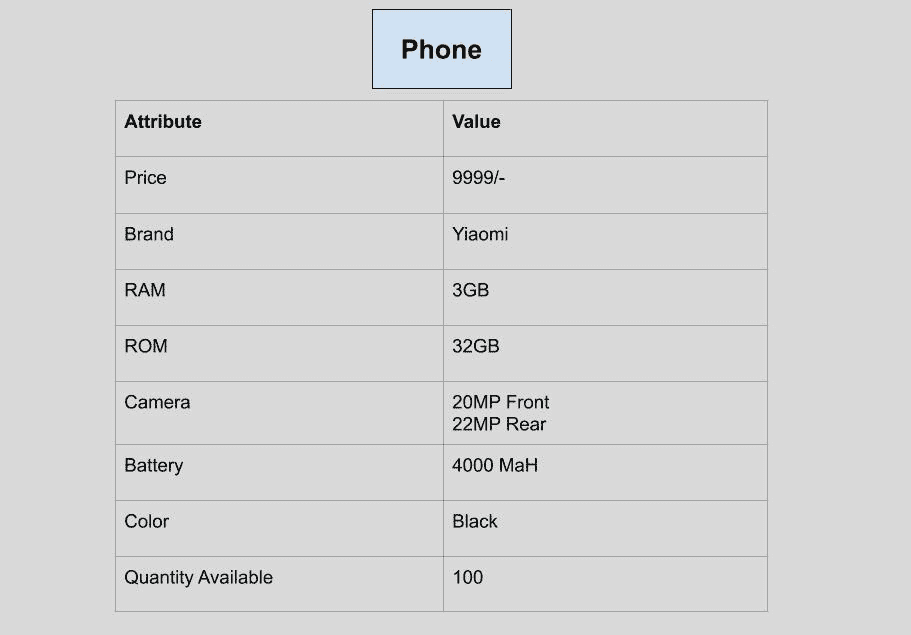 Phone
Attribute Value
Price 9999/-
Brand Yiaomi
RAM 3GB
ROM 32GB
Camera 20MP Front
22MP Rear
Battery 4000 MaH
Color Black
Quantity Available 100